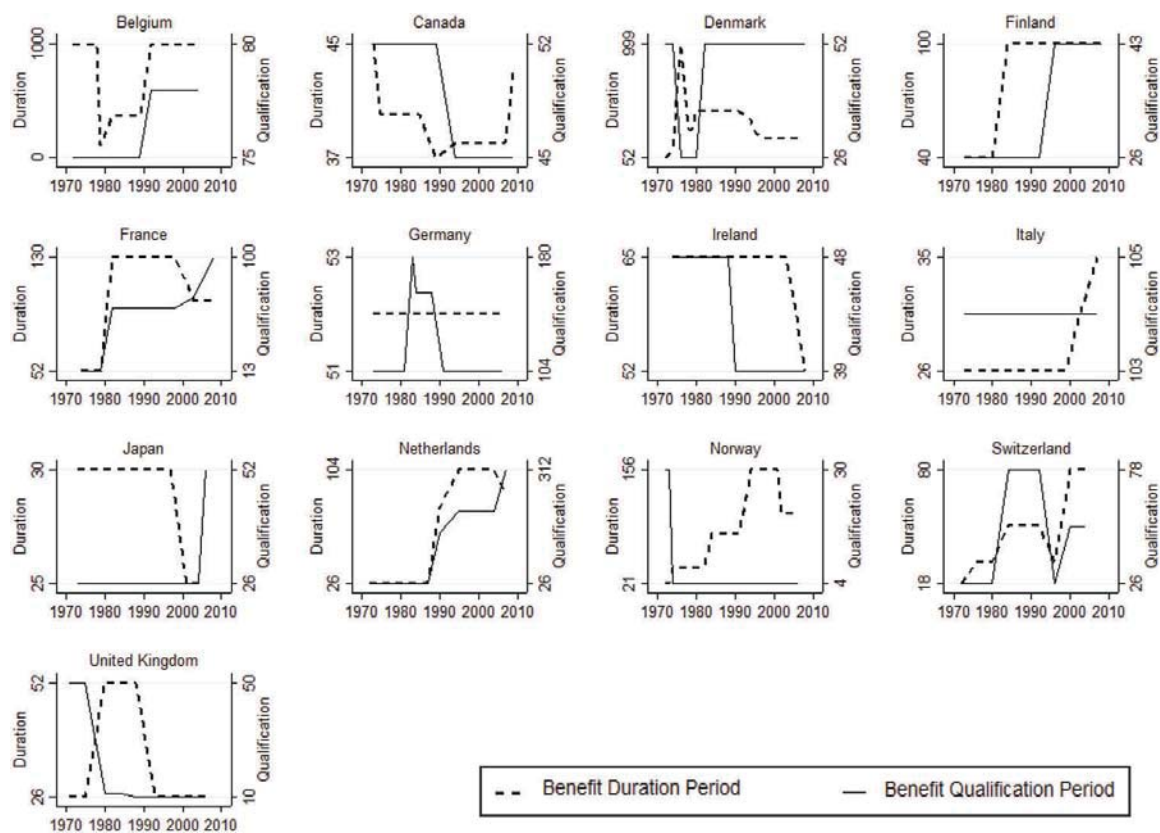 Belgium
1000
0
Duration
80
75
Qualification
1970 1980 1990 2000 2010
Canada
45
37
Duration
52
45
Qualification
1970 1980 1990 2000 2010
Denmark
999
52
Duration
52
26
Qualification
1970 1980 1990 2000 2010
Finland
100
40
Duration
43
26
Qualification
1970 1980 1990 2000 2010
France
130
52
Duration
100
13
Qualification
1970 1980 1990 2000 2010
Germany
53
51
Duration
180
104
Qualification
1970 1980 1990 2000 2010
Ireland
65
52
Duration
48
39
Qualification
1970 1980 1990 2000 2010
Italy
35
26
Duration
105
103
Qualification
1970 1980 1990 2000 2010
Japan
30
25
Duration
52
26
Qualification
1970 1980 1990 2000 2010
Netherlands
104
26
Duration
312
26
Qualification
1970 1980 1990 2000 2010
Norway
156
21
Duration
30
4
Qualification
1970 1980 1990 2000 2010
Switzerland
80
18
Duration
78
26
Qualification
1970 1980 1990 2000 2010
United Kingdom
52
26
Duration
50
10
Qualification
1970 1980 1990 2000 2010
Benefit Duration Period
Benefit Qualification Period